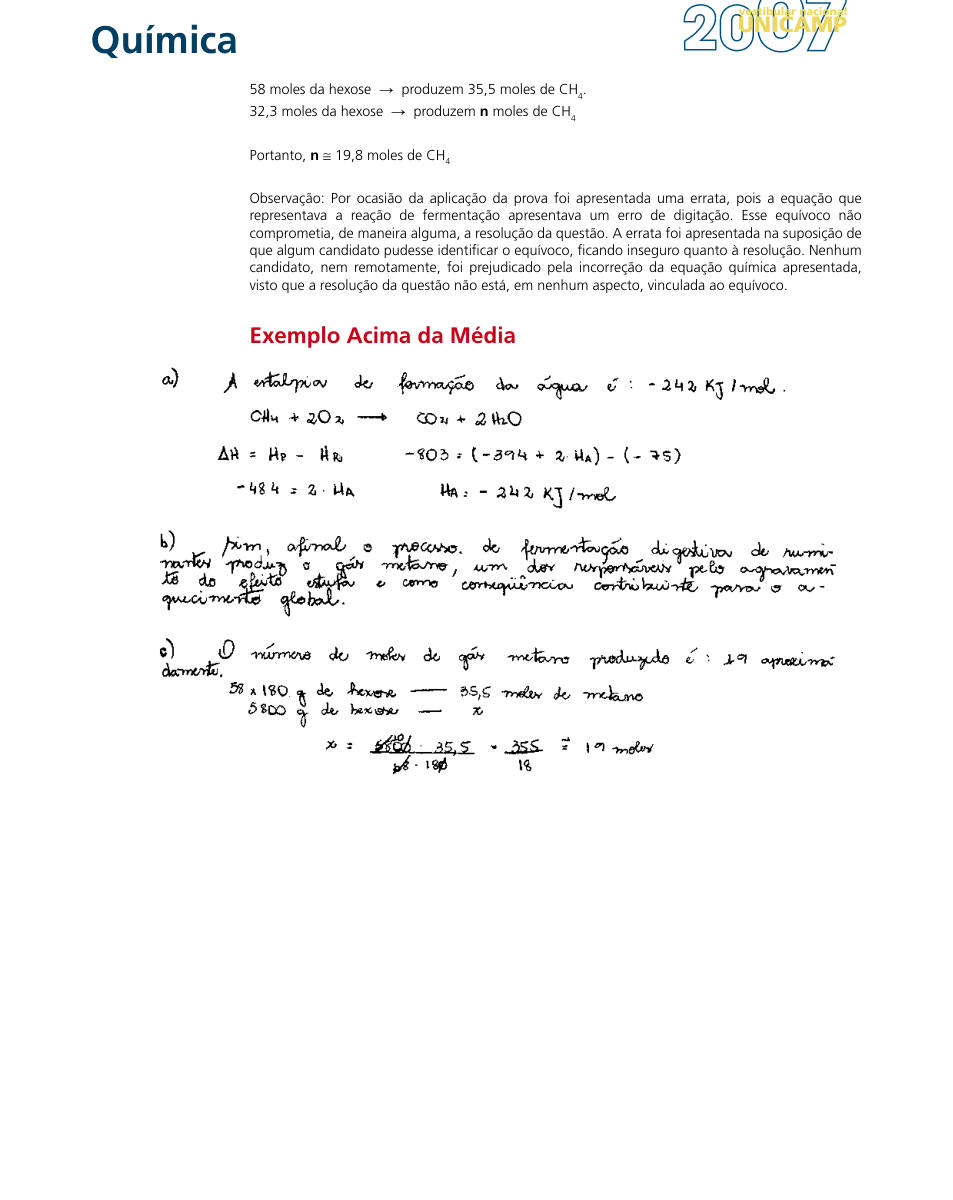 Química
2007
vestibular nacional
UNICAMP
58 moles da hexose → produzem 35,5 moles de CH4.
32,3 moles da hexose → produzem n moles de CH4
Portanto, n ≅ 19,8 moles de CH4
Observação: Por ocasião da aplicação da prova foi apresentada uma errata, pois a equação que
representava a reação de fermentação apresentava um erro de digitação. Esse equívoco não
comprometia, de maneira alguma, a resolução da questão. A errata foi apresentada na suposição de
que algum candidato pudesse identificar o equívoco, ficando inseguro quanto à resolução. Nenhum
candidato, nem remotamente, foi prejudicado pela incorreção da equação química apresentada,
visto que a resolução da questão não está, em nenhum aspecto, vinculada ao equívoco.
Exemplo Acima da Média
a) A entalpia de formação da água é : -242 KJ/mol.
CH4 + 2O2 → CO2 + 2H2O
ΔH = HP - HR -803 = (-394 + 2. HA) - (-75)
-484 = 2. HA HA = -242 KJ/mol
b) Sim, afinal o processo. de fermentação digestiva de rumi-
nantes produz o gás metano, um dos responsáveis pelo agravamen
to do efeito estufa e como conseqüência contribuinte para o a-
quecimento global.
c) O número de moles de gás metano produzido é : 19 aproxima
damente.
58 x 180 g de hexose — 35,5 moles de metano
5800 g de hexose — x
x = 5800 . 35,5 = 355 = 19 moles
58 . 180 18